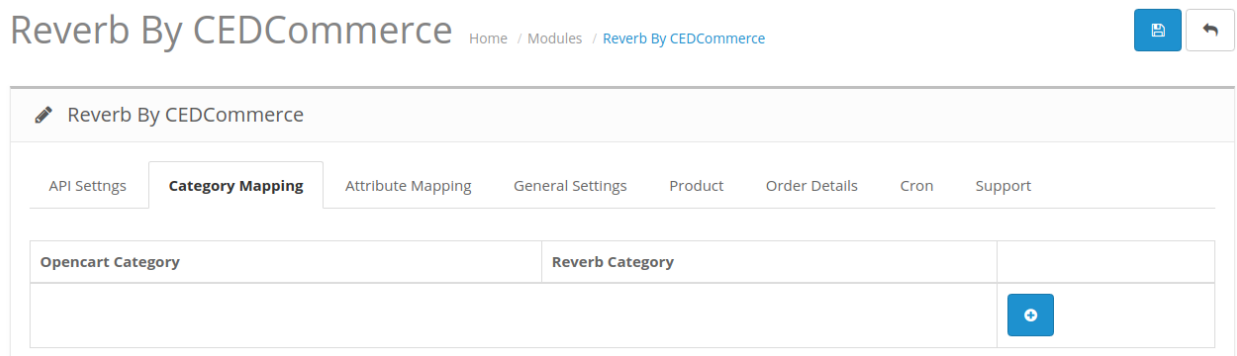 Reverb By CEDCommerce Home / Modules / Reverb By CEDCommerce
Reverb By CEDCommerce
API Settngs Category Mapping Attribute Mapping General Settings Product Order Details Cron Support
Opencart Category Reverb Category